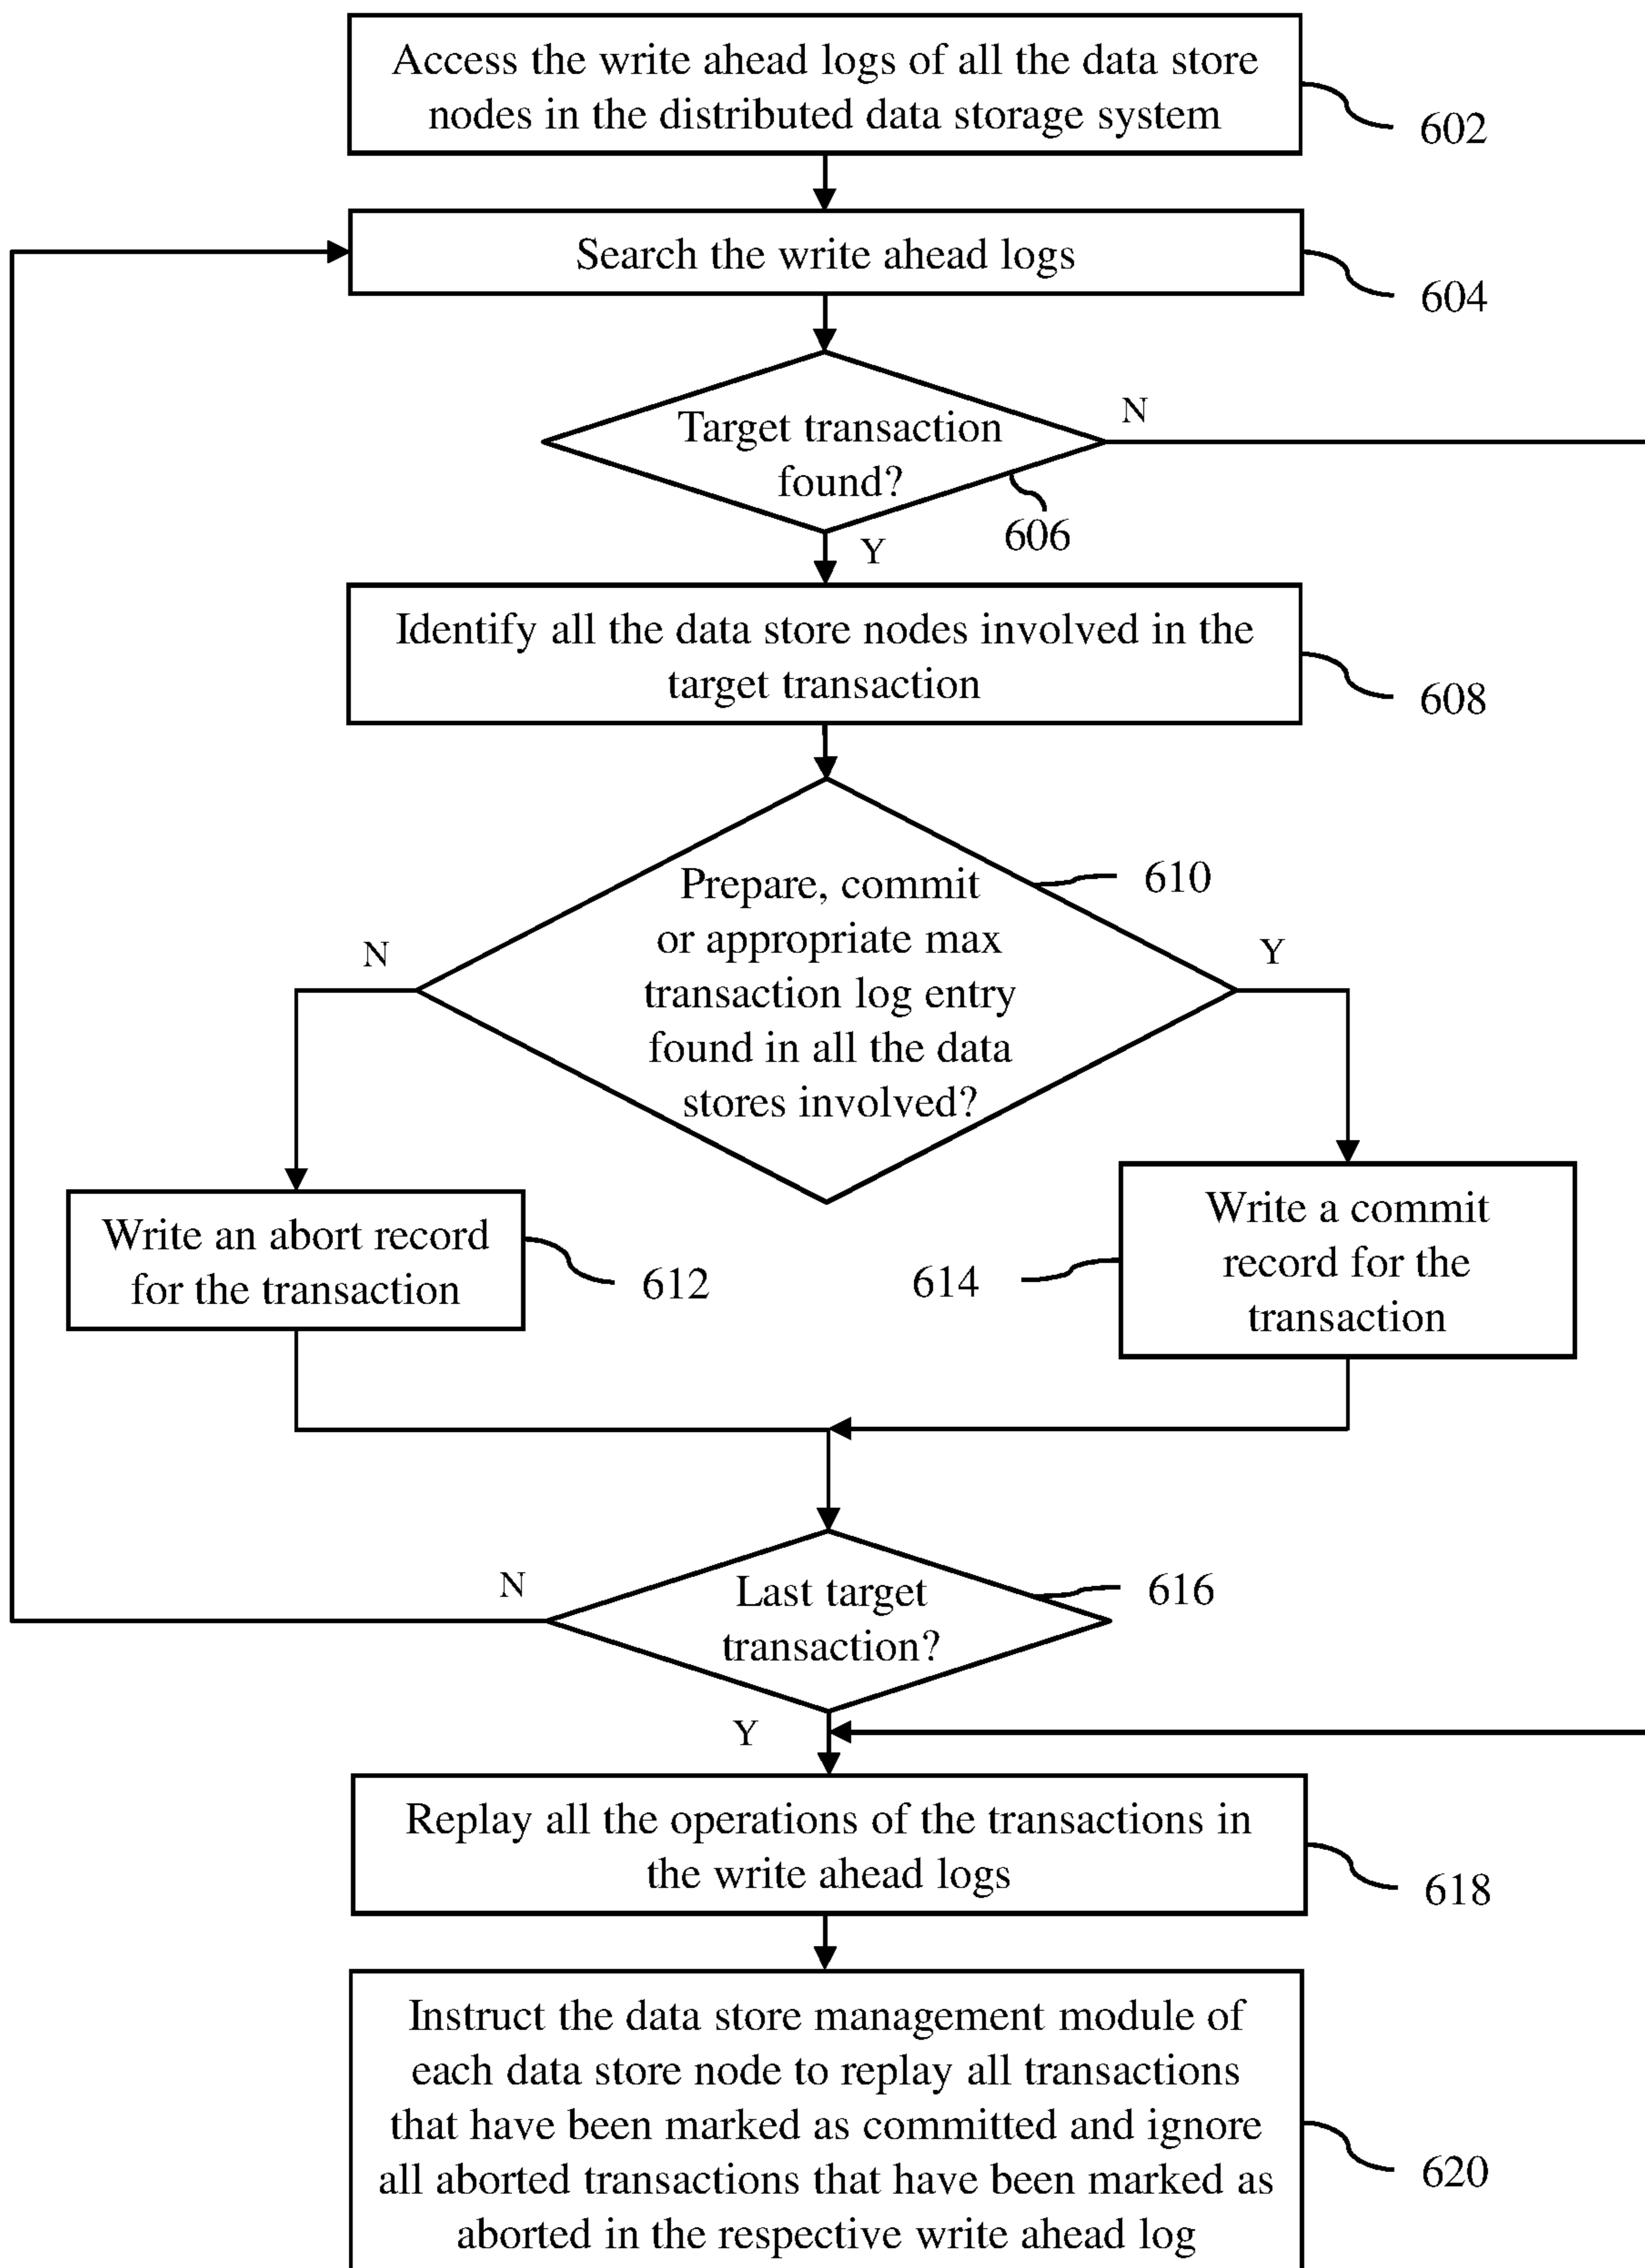 Access the write ahead logs of all the data store
nodes in the distributed data storage system
602
Search the write ahead logs
604
Target transaction
found?
N
606
Y
Identify all the data store nodes involved in the
target transaction
608
Prepare, commit
or appropriate max
transaction log entry
found in all the data
stores involved?
610
N
Y
Write an abort record
for the transaction
612
614
Write a commit
record for the
transaction
Last target
transaction?
616
N
Y
Replay all the operations of the transactions in
the write ahead logs
618
Instruct the data store management module of
each data store node to replay all transactions
that have been marked as committed and ignore
all aborted transactions that have been marked as
aborted in the respective write ahead log
620